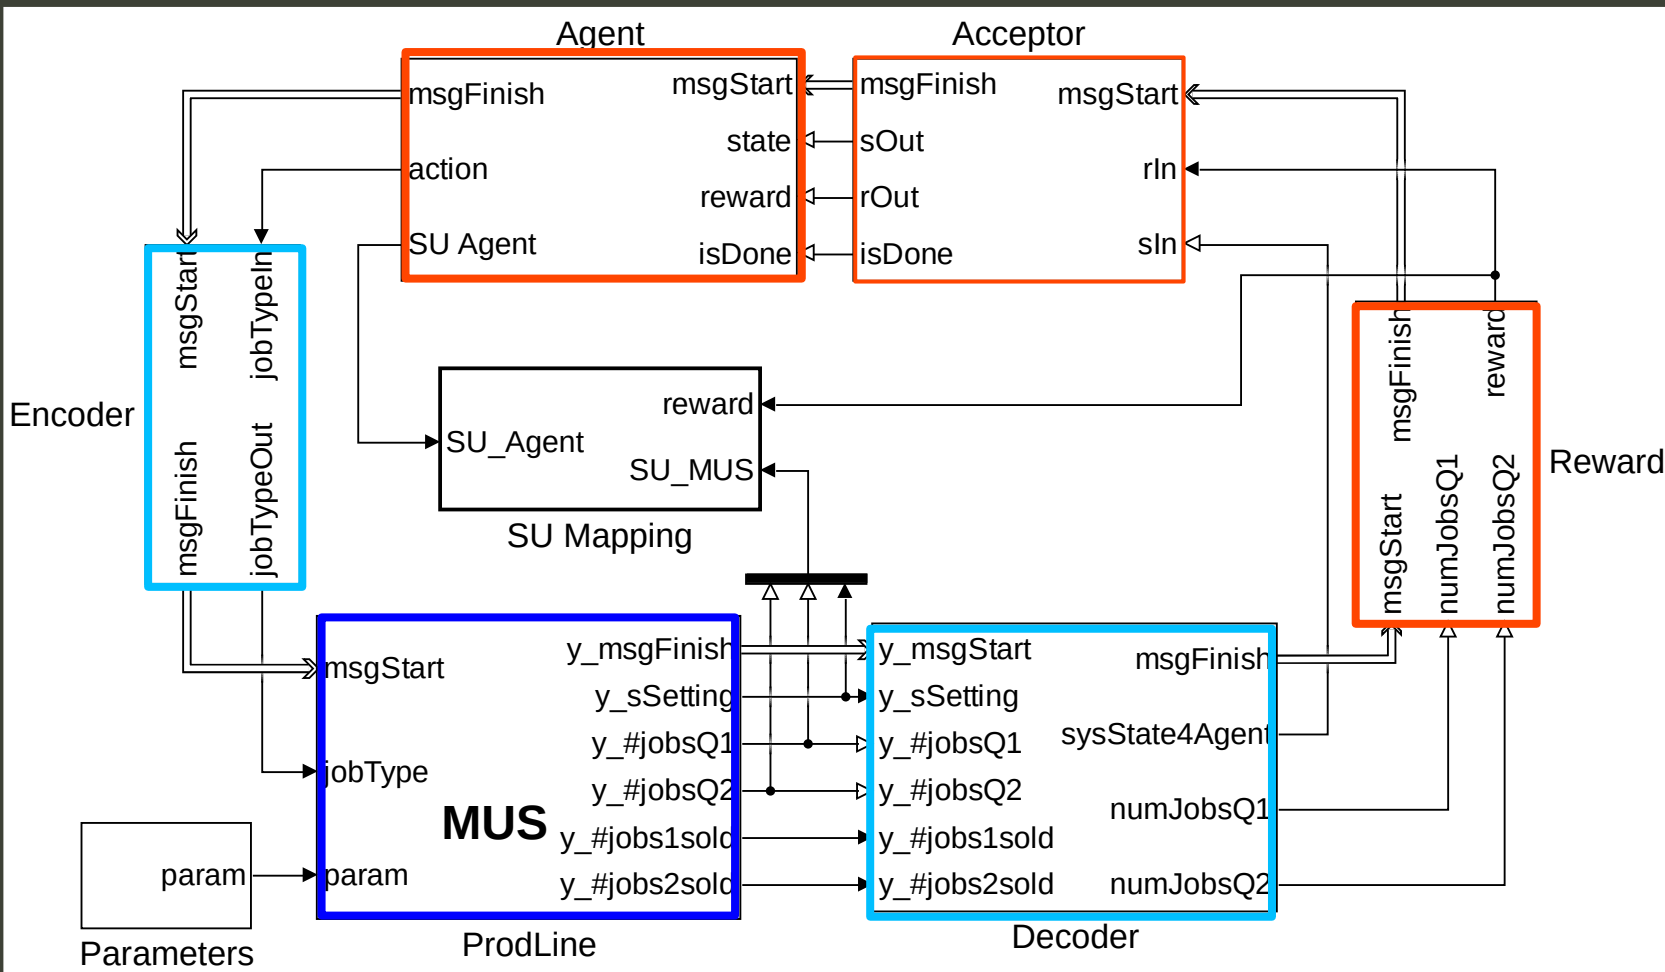 Agent
Acceptor
msgFinish
msgStart
action
state
SU Agent
reward
isDone
msgFinish
msgStart
sOut
rIn
rOut
sIn
isDone
msgStart
jobTypeIn
msgFinish
jobTypeOut
Encoder
reward
SU_Agent
SU_MUS
SU Mapping
msgFinish
reward
msgStart
numJobsQ1
numJobsQ2
Reward
msgStart
y_msgFinish
y_sSetting
y_#jobsQ1
jobType
y_#jobsQ2
MUS
y_#jobs1sold
param
y_#jobs2sold
ProdLine
y_msgStart
msgFinish
y_sSetting
sysState4Agent
y_#jobsQ1
y_#jobsQ2
numJobsQ1
y_#jobs1sold
y_#jobs2sold
numJobsQ2
Decoder
param
Parameters